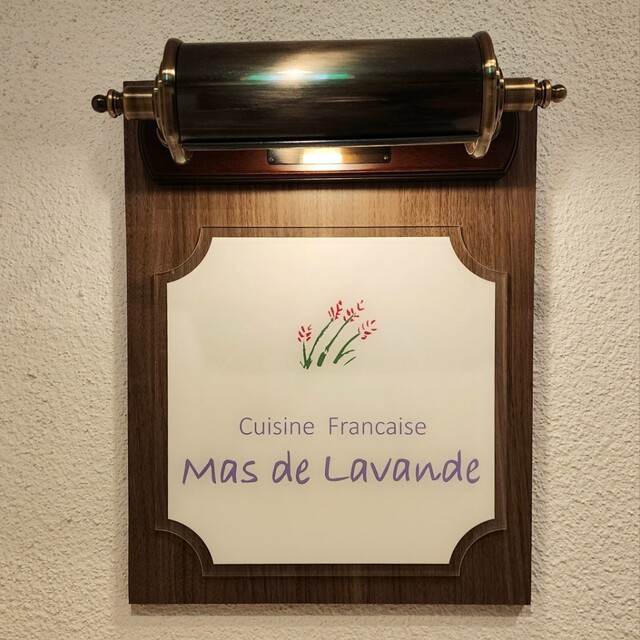 Cuisine Francaise
Mas de Lavande